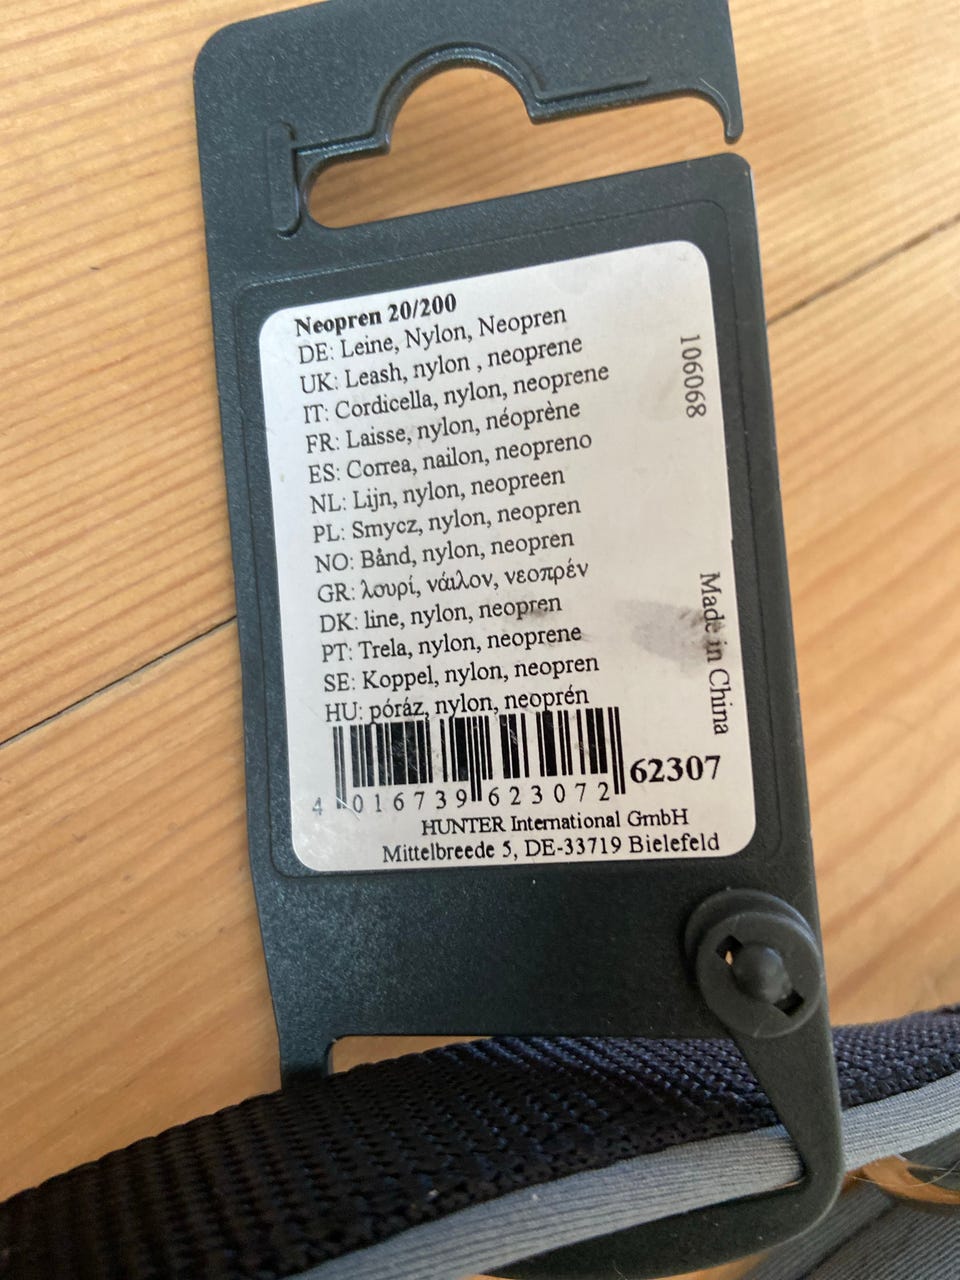 Neopren 20/200
DE: Leine, Nylon, Neopren
UK: Leash, nylon , neoprene
IT: Cordicella, nylon, neoprene
FR: Laisse, nylon, néoprène
ES: Correa, nailon, neopreno
NL: Lijn, nylon, neopreen
PL: Smycz, nylon, neopren
NO: Bånd, nylon, neopren
GR: λουρί, νάιλον, νεοπρέν
DK: line, nylon, neopren
PT: Trela, nylon, neoprene
SE: Koppel, nylon, neopren
HU: póráz, nylon, neoprén
106068
Made in China
4 016739 623072
62307
HUNTER International GmbH
Mittelbreede 5, DE-33719 Bielefeld